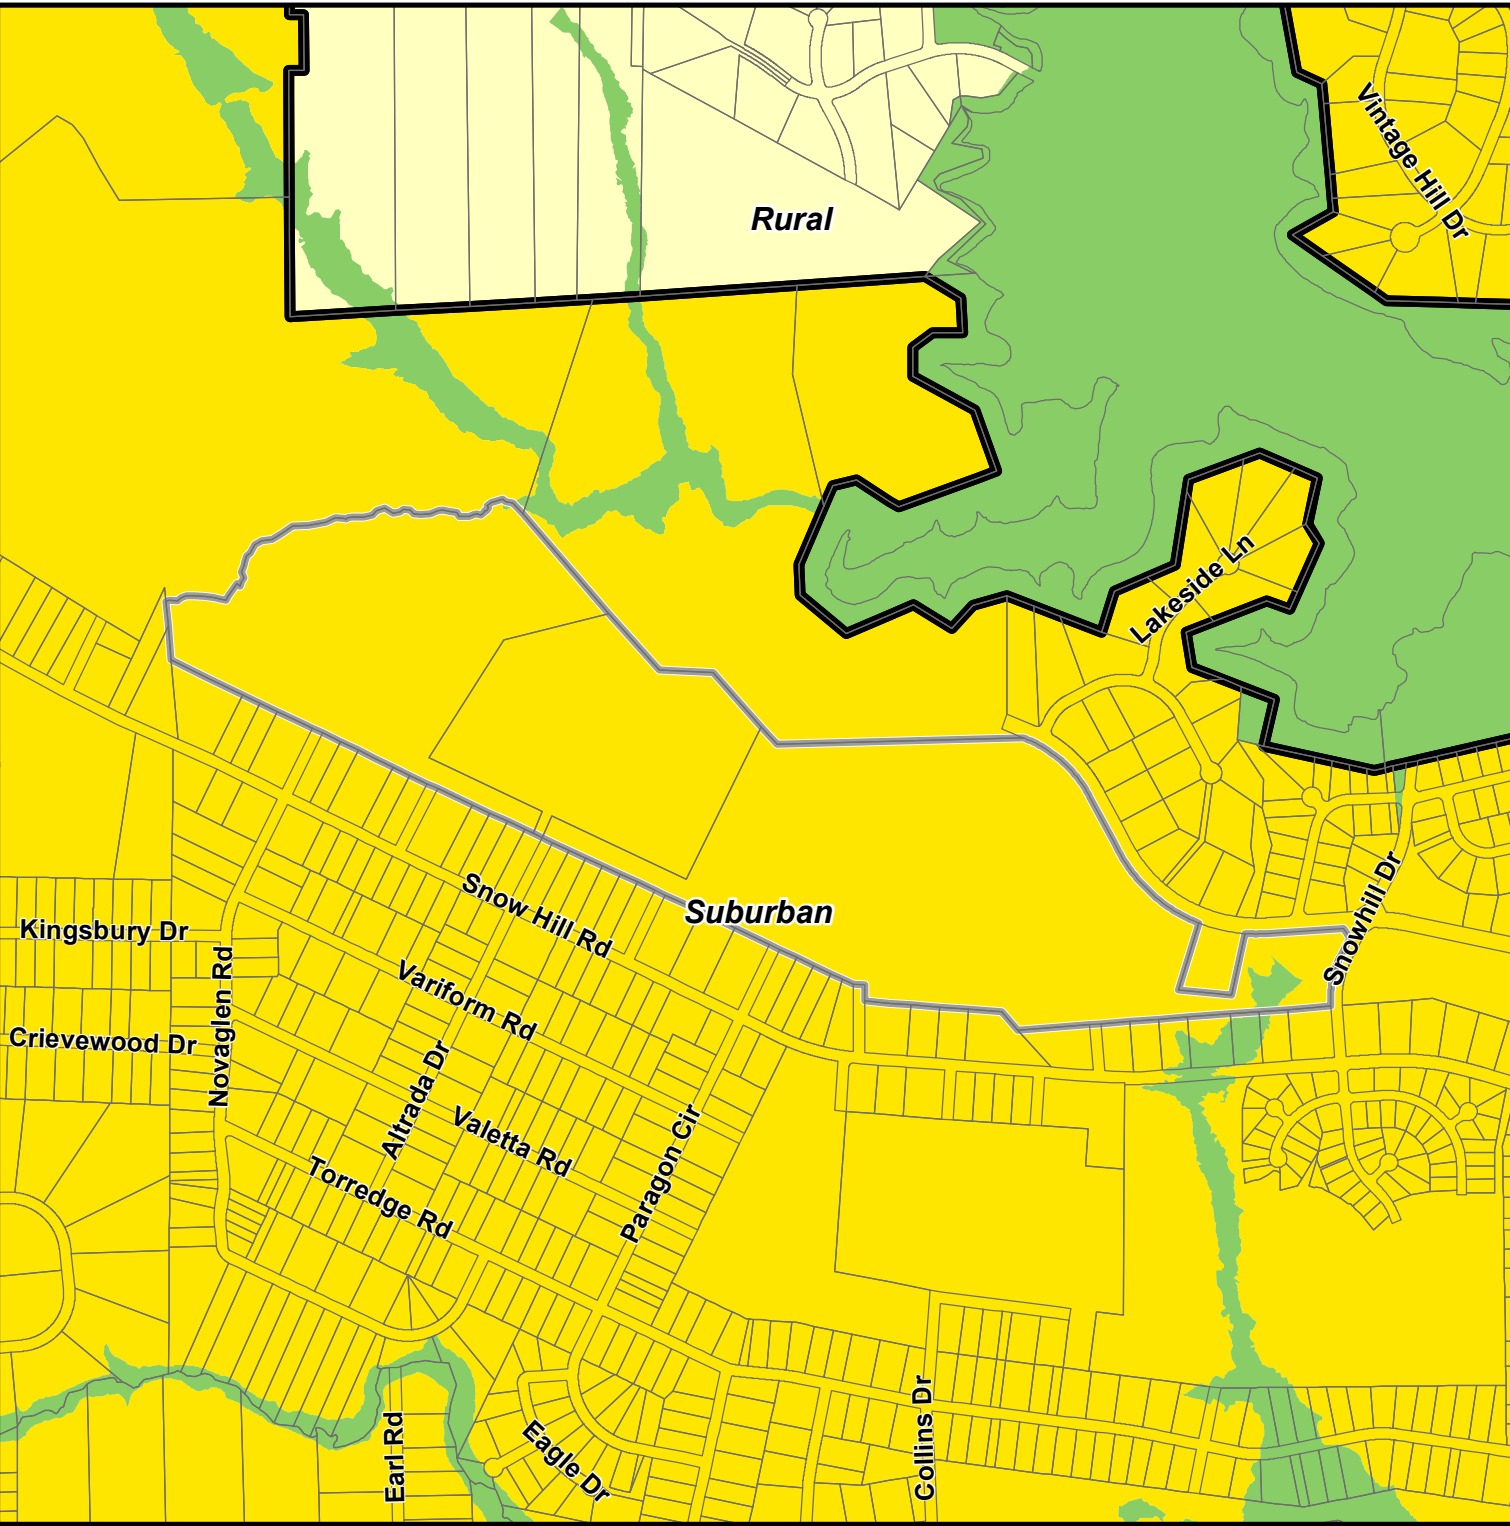 Vintage Hill Dr
Rural
Lakeside Ln
Snow Hill Rd
Suburban
Snowhill Dr
Kingsbury Dr
Novaglen Rd
Variform Rd
Crievewood Dr
Altrada Dr
Valetta Rd
Paragon Cir
Torredge Rd
Earl Rd
Eagle Dr
Collins Dr